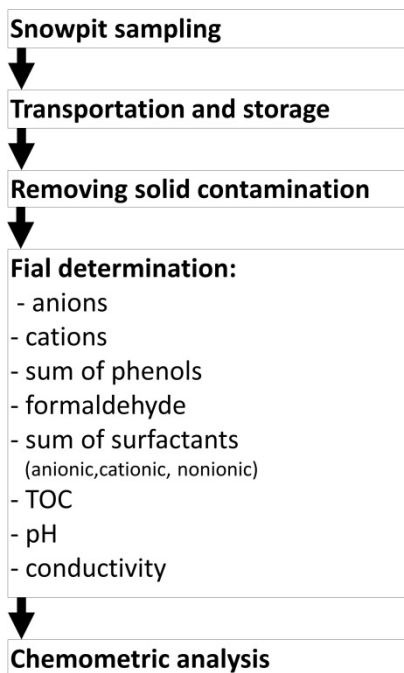 Snowpit sampling
Transportation and storage
Removing solid contamination
Fial determination:
- anions
- cations
- sum of phenols
- formaldehyde
- sum of surfactants
(anionic,cationic, nonionic)
- TOC
- pH
- conductivity
Chemometric analysis